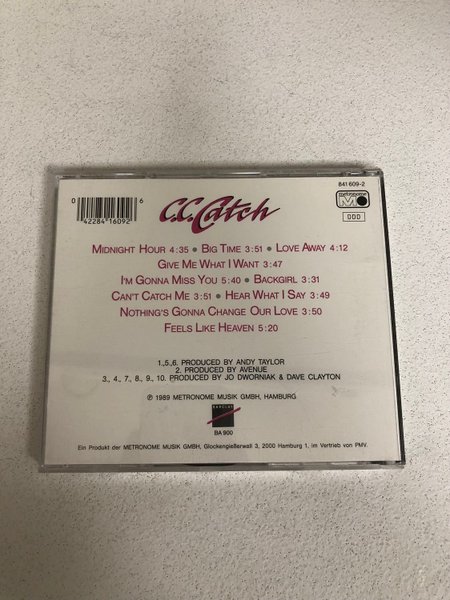 841 609-2
metronome
DDD
0 42284 16092 6
C.C. Catch
MIDNIGHT HOUR 4:35 • BIG TIME 3:51 • LOVE AWAY 4:12
GIVE ME WHAT I WANT 3:47
I'M GONNA MISS YOU 5:40 • BACKGIRL 3:31
CAN'T CATCH ME 3:51 • HEAR WHAT I SAY 3:49
NOTHING'S GONNA CHANGE OUR LOVE 3:50
FEELS LIKE HEAVEN 5:20
1.,5.,6. PRODUCED BY ANDY TAYLOR
2. PRODUCED BY AVENUE
3., 4., 7., 8., 9., 10. PRODUCED BY JO DWORNIAK & DAVE CLAYTON
℗ 1989 METRONOME MUSIK GMBH, HAMBURG
BARCLAY
BA 900
Ein Produkt der METRONOME MUSIK GMBH, Glockengießerwall 3, 2000 Hamburg 1, im Vertrieb von PMV.